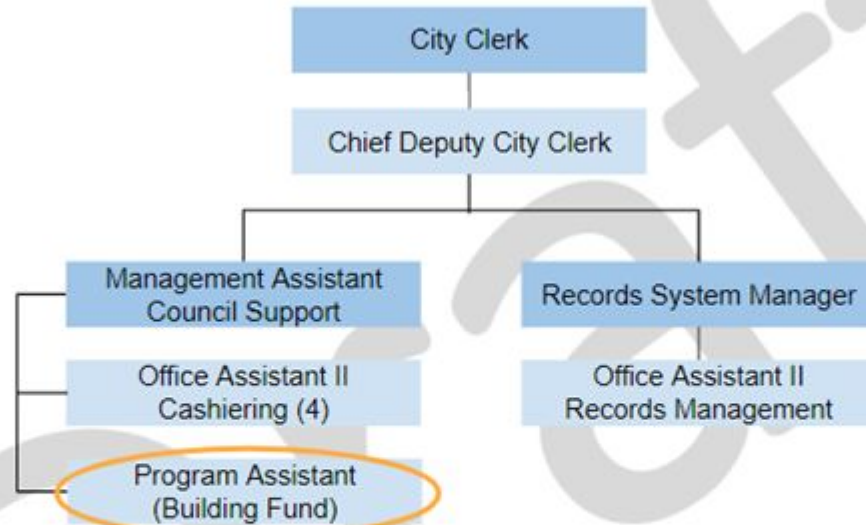 City Clerk
Chief Deputy City Clerk
Management Assistant
Council Support
Records System Manager
Office Assistant II
Cashiering (4)
Office Assistant II
Records Management
Program Assistant
(Building Fund)